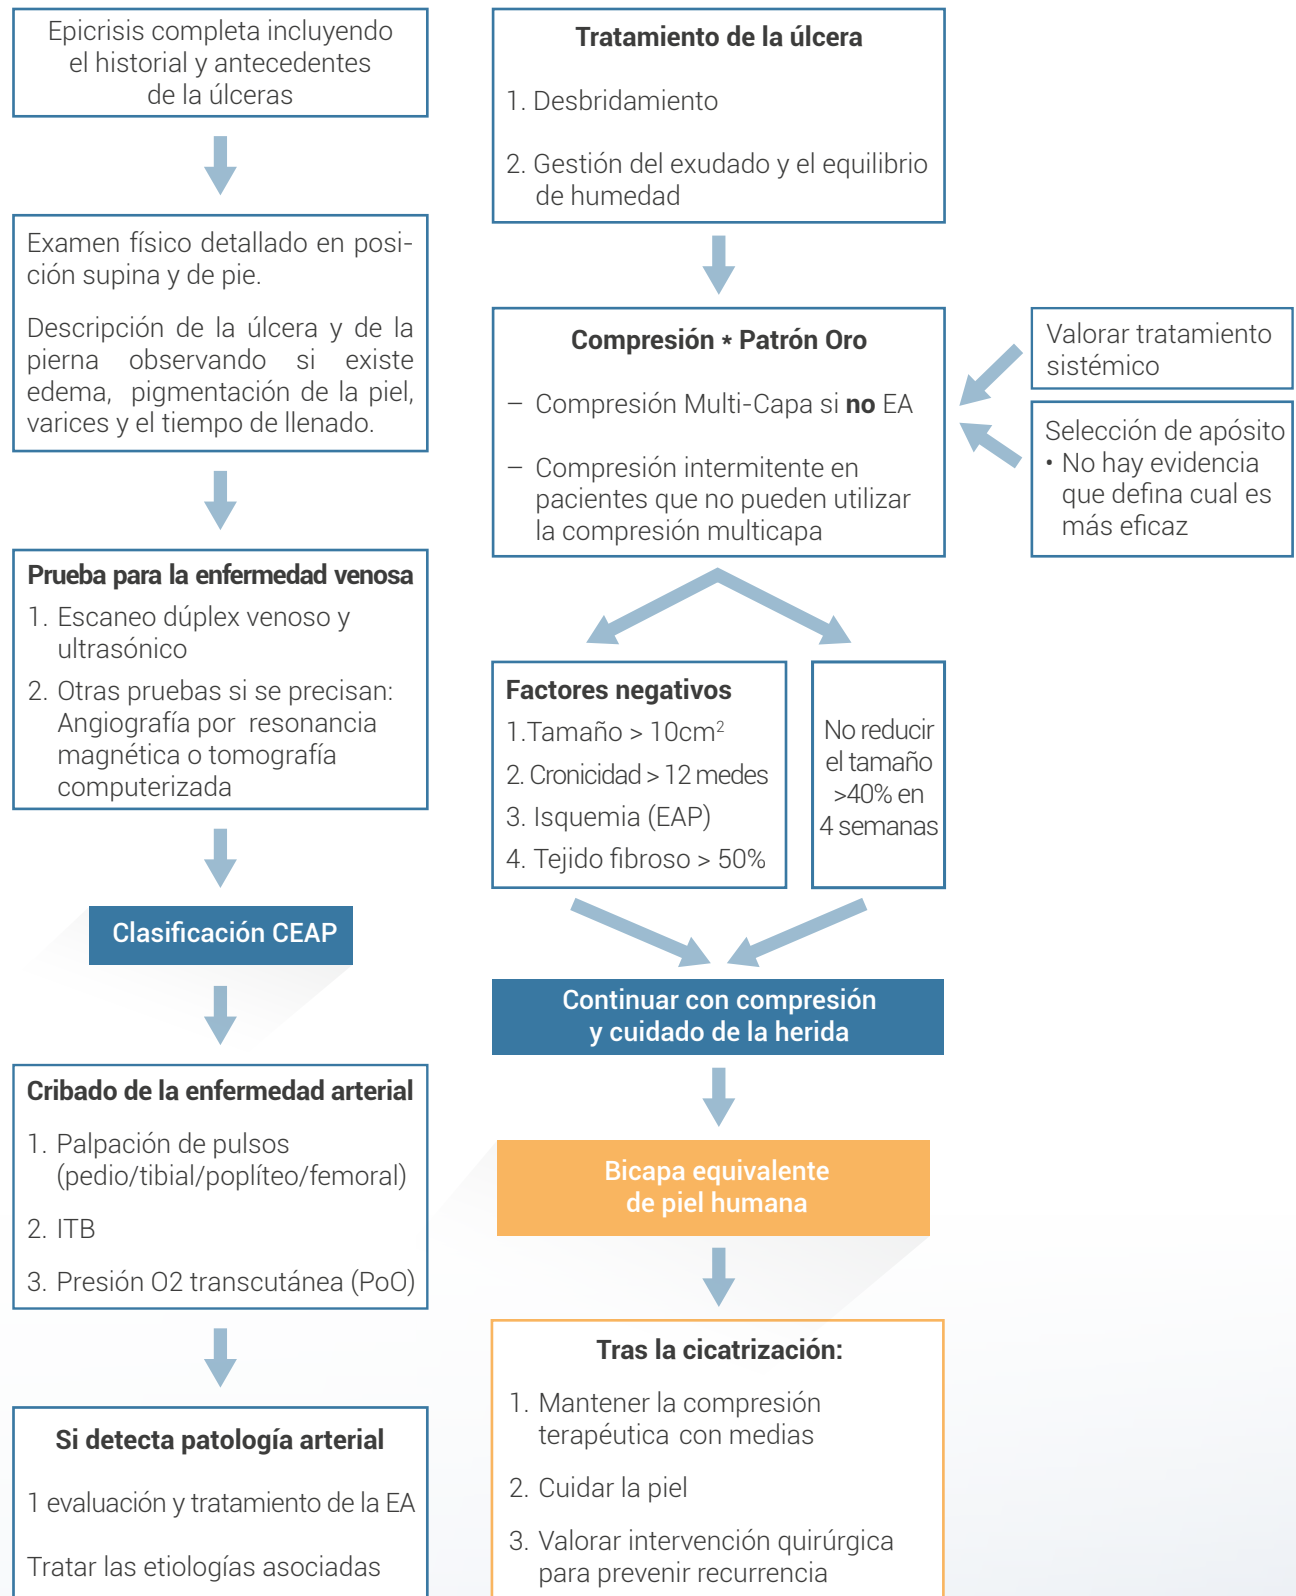 Epicrisis completa incluyendo
el historial y antecedentes
de la úlceras
Examen físico detallado en posi-
ción supina y de pie.
Descripción de la úlcera y de la
pierna observando si existe
edema, pigmentación de la piel,
varices y el tiempo de llenado.
Prueba para la enfermedad venosa
1. Escaneo dúplex venoso y
ultrasónico
2. Otras pruebas si se precisan:
Angiografía por resonancia
magnética o tomografía
computerizada
Clasificación CEAP
Cribado de la enfermedad arterial
1. Palpación de pulsos
(pedio/tibial/poplíteo/femoral)
2. ITB
3. Presión O2 transcutánea (PoO)
Si detecta patología arterial
1 evaluación y tratamiento de la EA
Tratar las etiologías asociadas
Tratamiento de la úlcera
1. Desbridamiento
2. Gestión del exudado y el equilibrio
de humedad
Compresión * Patrón Oro
– Compresión Multi-Capa si no EA
– Compresión intermitente en
pacientes que no pueden utilizar
la compresión multicapa
Valorar tratamiento
sistémico
Selección de apósito
• No hay evidencia
que defina cual es
más eficaz
Factores negativos
1.Tamaño > 10cm²
2. Cronicidad > 12 medes
3. Isquemia (EAP)
4. Tejido fibroso > 50%
No reducir
el tamaño
>40% en
4 semanas
Continuar con compresión
y cuidado de la herida
Bicapa equivalente
de piel humana
Tras la cicatrización:
1. Mantener la compresión
terapéutica con medias
2. Cuidar la piel
3. Valorar intervención quirúrgica
para prevenir recurrencia